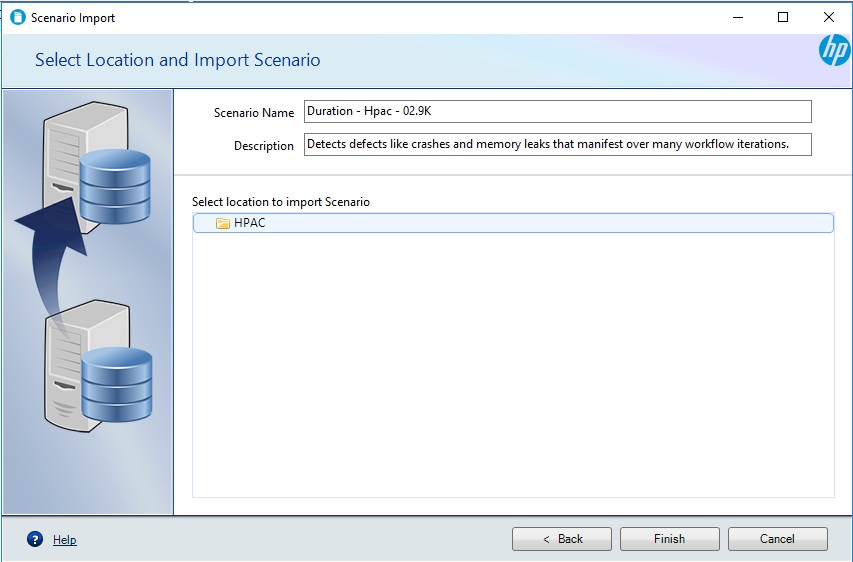 Scenario Import
Select Location and Import Scenario
hp
Scenario Name Duration - Hpac - 02.9K
Description Detects defects like crashes and memory leaks that manifest over many workflow iterations.
Select location to import Scenario
HPAC
? Help < Back Finish Cancel